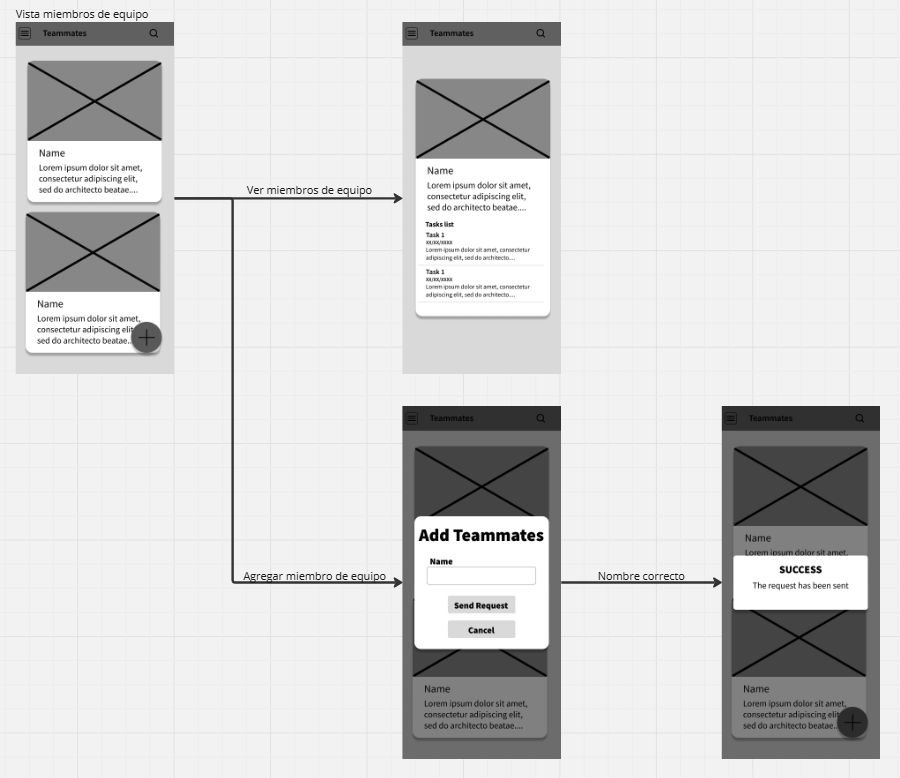 Vista miembros de equipo
Teammates
Name
Lorem ipsum dolor sit amet,
consectetur adipiscing elit,
sed do architecto beatae....
Name
Lorem ipsum dolor sit amet,
consectetur adipiscing elit,
sed do architecto beatae....
Ver miembros de equipo
Teammates
Name
Lorem ipsum dolor sit amet,
consectetur adipiscing elit,
sed do architecto beatae....
Tasks list
Task 1
xx/xx/xxxx
Lorem ipsum dolor sit amet, consectetur
adipiscing elit, sed do architecto....
Task 1
xx/xx/xxxx
Lorem ipsum dolor sit amet, consectetur
adipiscing elit, sed do architecto....
Agregar miembro de equipo
Teammates
Add Teammates
Name
Send Request
Cancel
Name
Lorem ipsum dolor sit amet,
consectetur adipiscing elit,
sed do architecto beatae....
Nombre correcto
Teammates
Name
Lorem ipsum dolor sit amet,
SUCCESS
The request has been sent
Name
Lorem ipsum dolor sit amet,
consectetur adipiscing elit,
sed do architecto beatae....